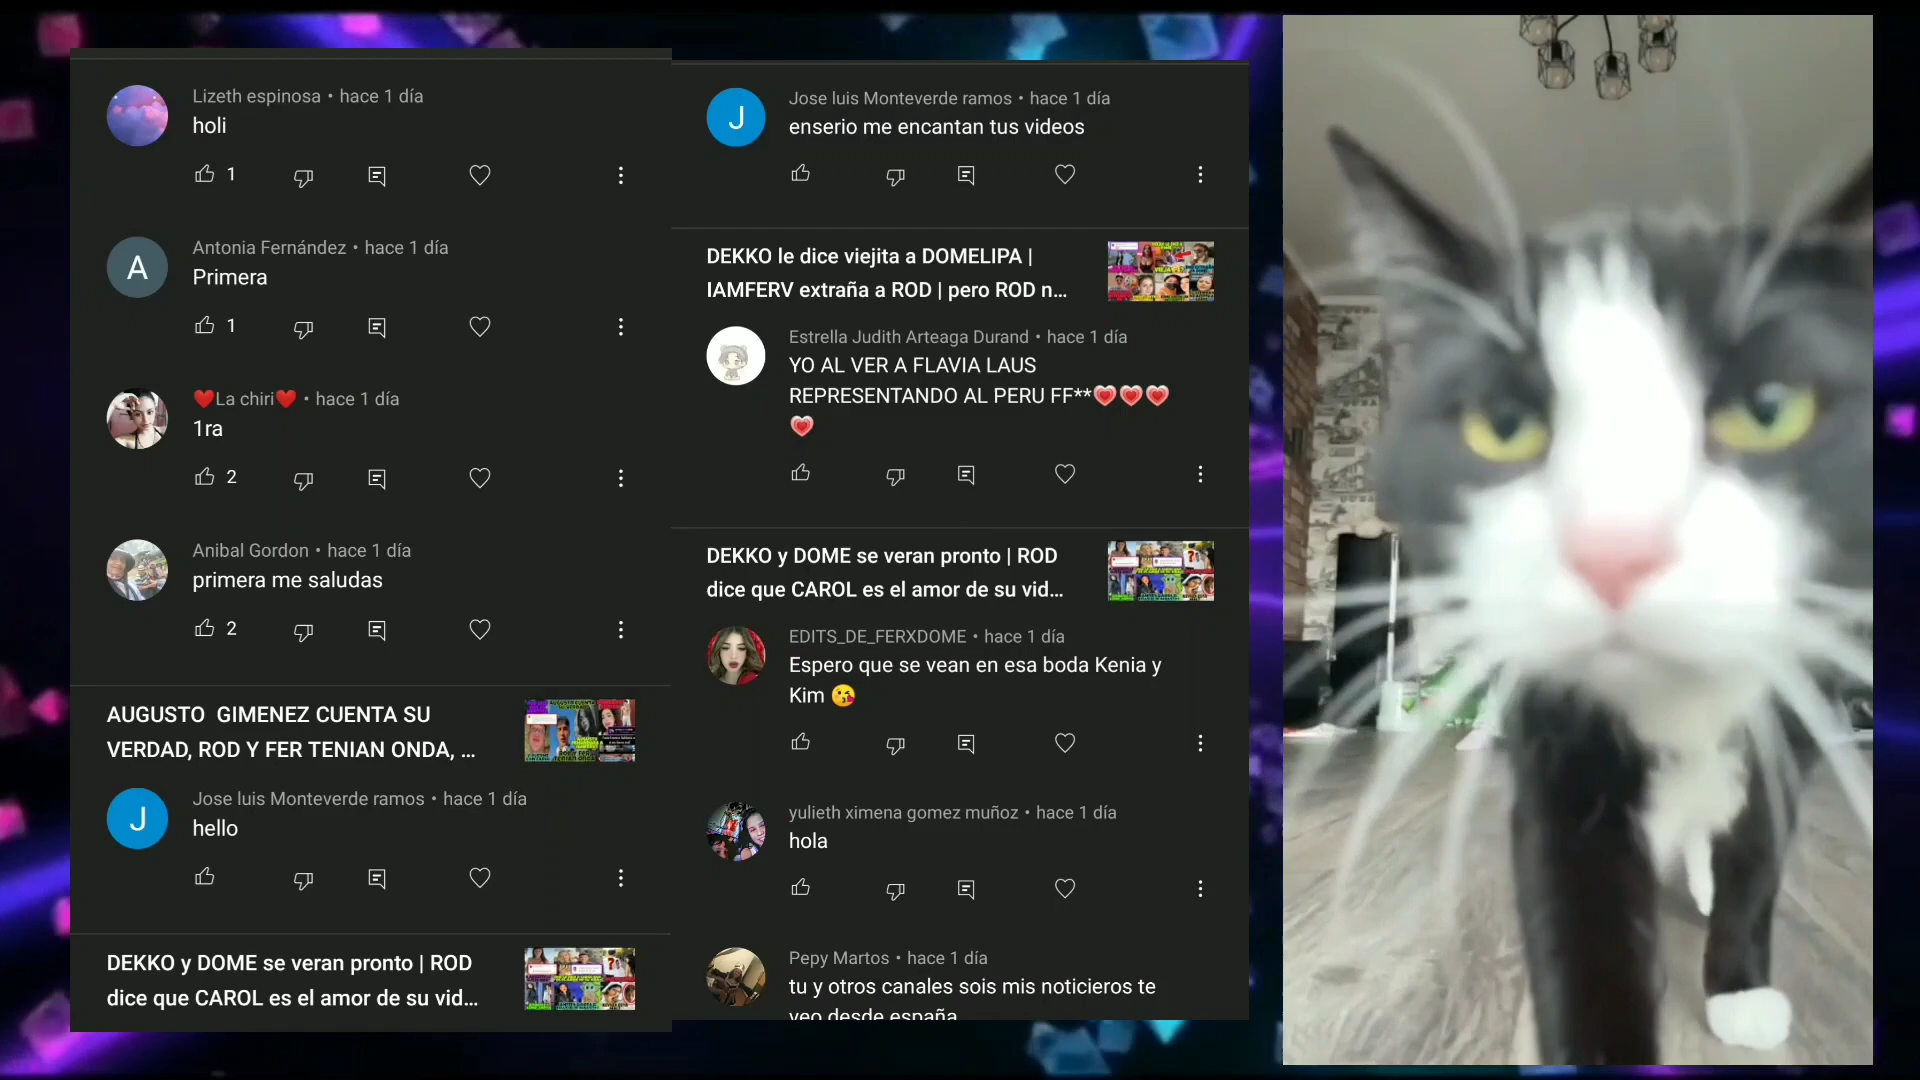 Lizeth espinosa • hace 1 día
holi
1
A
Antonia Fernández • hace 1 día
Primera
1
❤️La chiri❤️ • hace 1 día
1ra
2
Anibal Gordon • hace 1 día
primera me saludas
2
AUGUSTO GIMENEZ CUENTA SU
VERDAD, ROD Y FER TENIAN ONDA, ...
J
Jose luis Monteverde ramos • hace 1 día
hello
DEKKO y DOME se veran pronto | ROD
dice que CAROL es el amor de su vid...
J
Jose luis Monteverde ramos • hace 1 día
enserio me encantan tus videos
DEKKO le dice viejita a DOMELIPA |
IAMFERV extraña a ROD | pero ROD n...
Estrella Judith Arteaga Durand • hace 1 día
YO AL VER A FLAVIA LAUS
REPRESENTANDO AL PERU FF**💗💗💗
💗
DEKKO y DOME se veran pronto | ROD
dice que CAROL es el amor de su vid...
EDITS_DE_FERXDOME • hace 1 día
Espero que se vean en esa boda Kenia y
Kim 😘
yulieth ximena gomez muñoz • hace 1 día
hola
Pepy Martos • hace 1 día
tu y otros canales sois mis noticieros te
veo desde españa